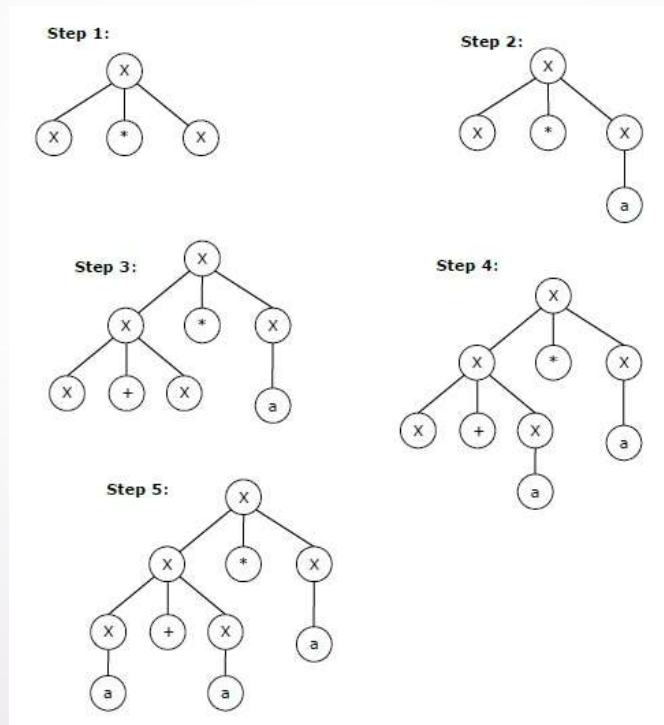 Step 1:
X
X * X
Step 2:
X
X * X
a
Step 3:
X
X * X
X + X
a
Step 4:
X
X * X
X + X
a
a
Step 5:
X
X * X
X + X
a
a a